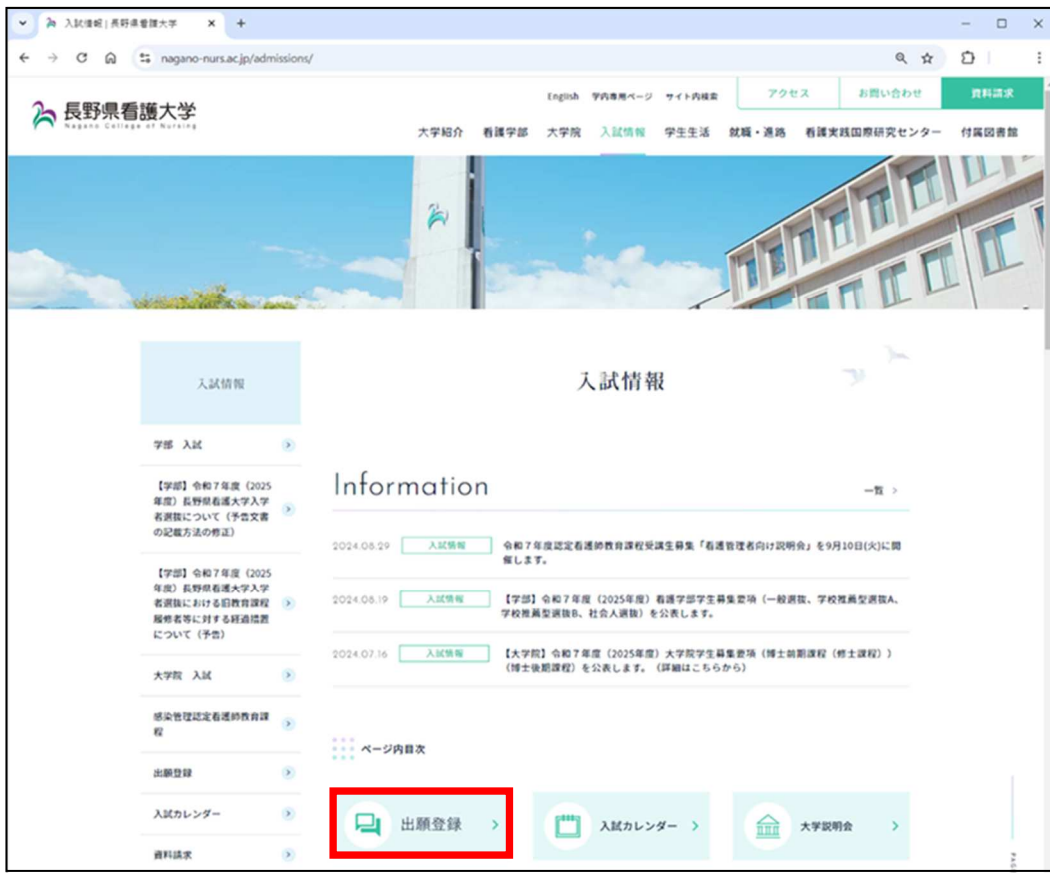 入試情報 | 長野県看護大学
nagano-nurs.ac.jp/admissions/
長野県看護大学
Nagano College of Nursing
English 学内専用ページ サイト内検索 アクセス お問い合わせ 資料請求
大学紹介 看護学部 大学院 入試情報 学生生活 就職・進路 看護実践国際研究センター 付属図書館
入試情報
学部 入試
【学部】令和7年度（2025
年度）長野県看護大学入学
者選抜について（予告文書
の記載方法の修正）
【学部】令和7年度（2025
年度）長野県看護大学入学
者選抜における旧教育課程
履修者等に対する経過措置
について（予告）
大学院 入試
感染管理認定看護師教育課
程
出願登録
入試カレンダー
資料請求
入試情報
Information
一覧
2024.08.29 入試情報 令和7年度認定看護師教育課程受講生募集「看護管理者向け説明会」を9月10日(火)に開
催します。
2024.08.19 入試情報 【学部】令和7年度（2025年度）看護学部学生募集要項（一般選抜、学校推薦型選抜A、
学校推薦型選抜B、社会人選抜）を公表します。
2024.07.16 入試情報 【大学院】令和7年度（2025年度）大学院学生募集要項（博士前期課程（修士課程））
（博士後期課程）を公表します。（詳細はこちらから）
ページ内目次
出願登録
入試カレンダー
大学説明会